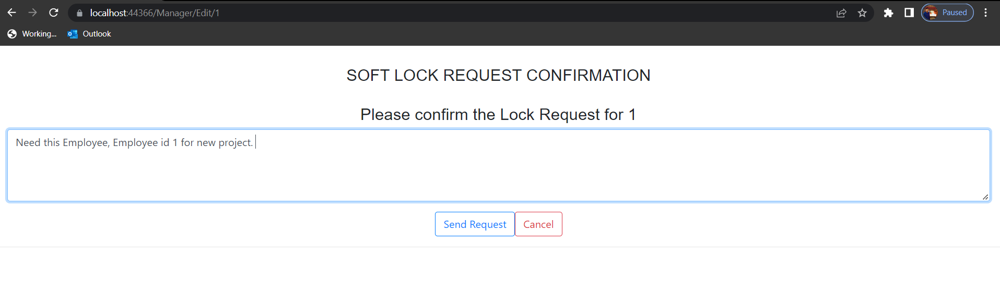 localhost:44366/Manager/Edit/1
Paused
Working... Outlook
SOFT LOCK REQUEST CONFIRMATION
Please confirm the Lock Request for 1
Need this Employee, Employee id 1 for new project.
Send Request Cancel